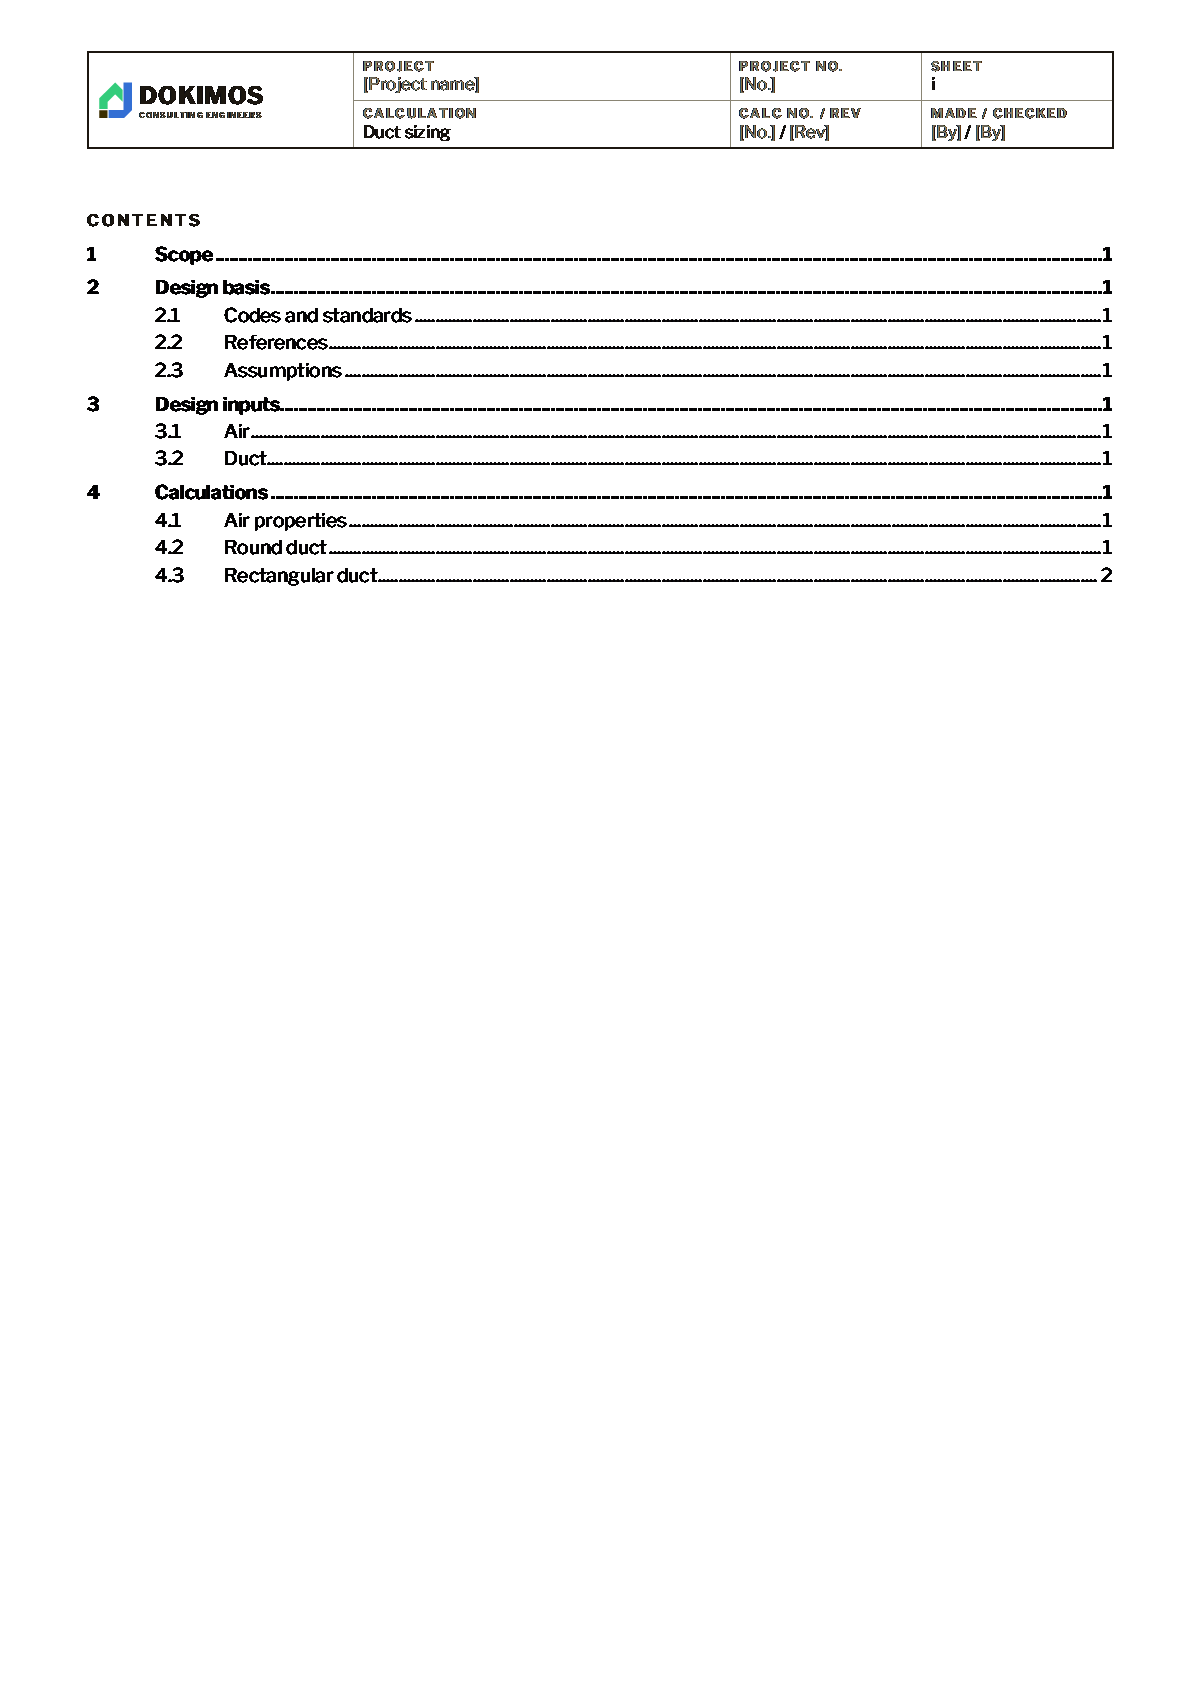 DOKIMOS
CONSULTING ENGINEERS
PROJECT
[Project name]
PROJECT NO.
[No.]
SHEET
i
CALCULATION
Duct sizing
CALC NO. / REV
[No.] / [Rev]
MADE / CHECKED
[By] / [By]
CONTENTS
1 Scope 1
2 Design basis 1
2.1 Codes and standards 1
2.2 References 1
2.3 Assumptions 1
3 Design inputs 1
3.1 Air 1
3.2 Duct 1
4 Calculations 1
4.1 Air properties 1
4.2 Round duct 1
4.3 Rectangular duct 2